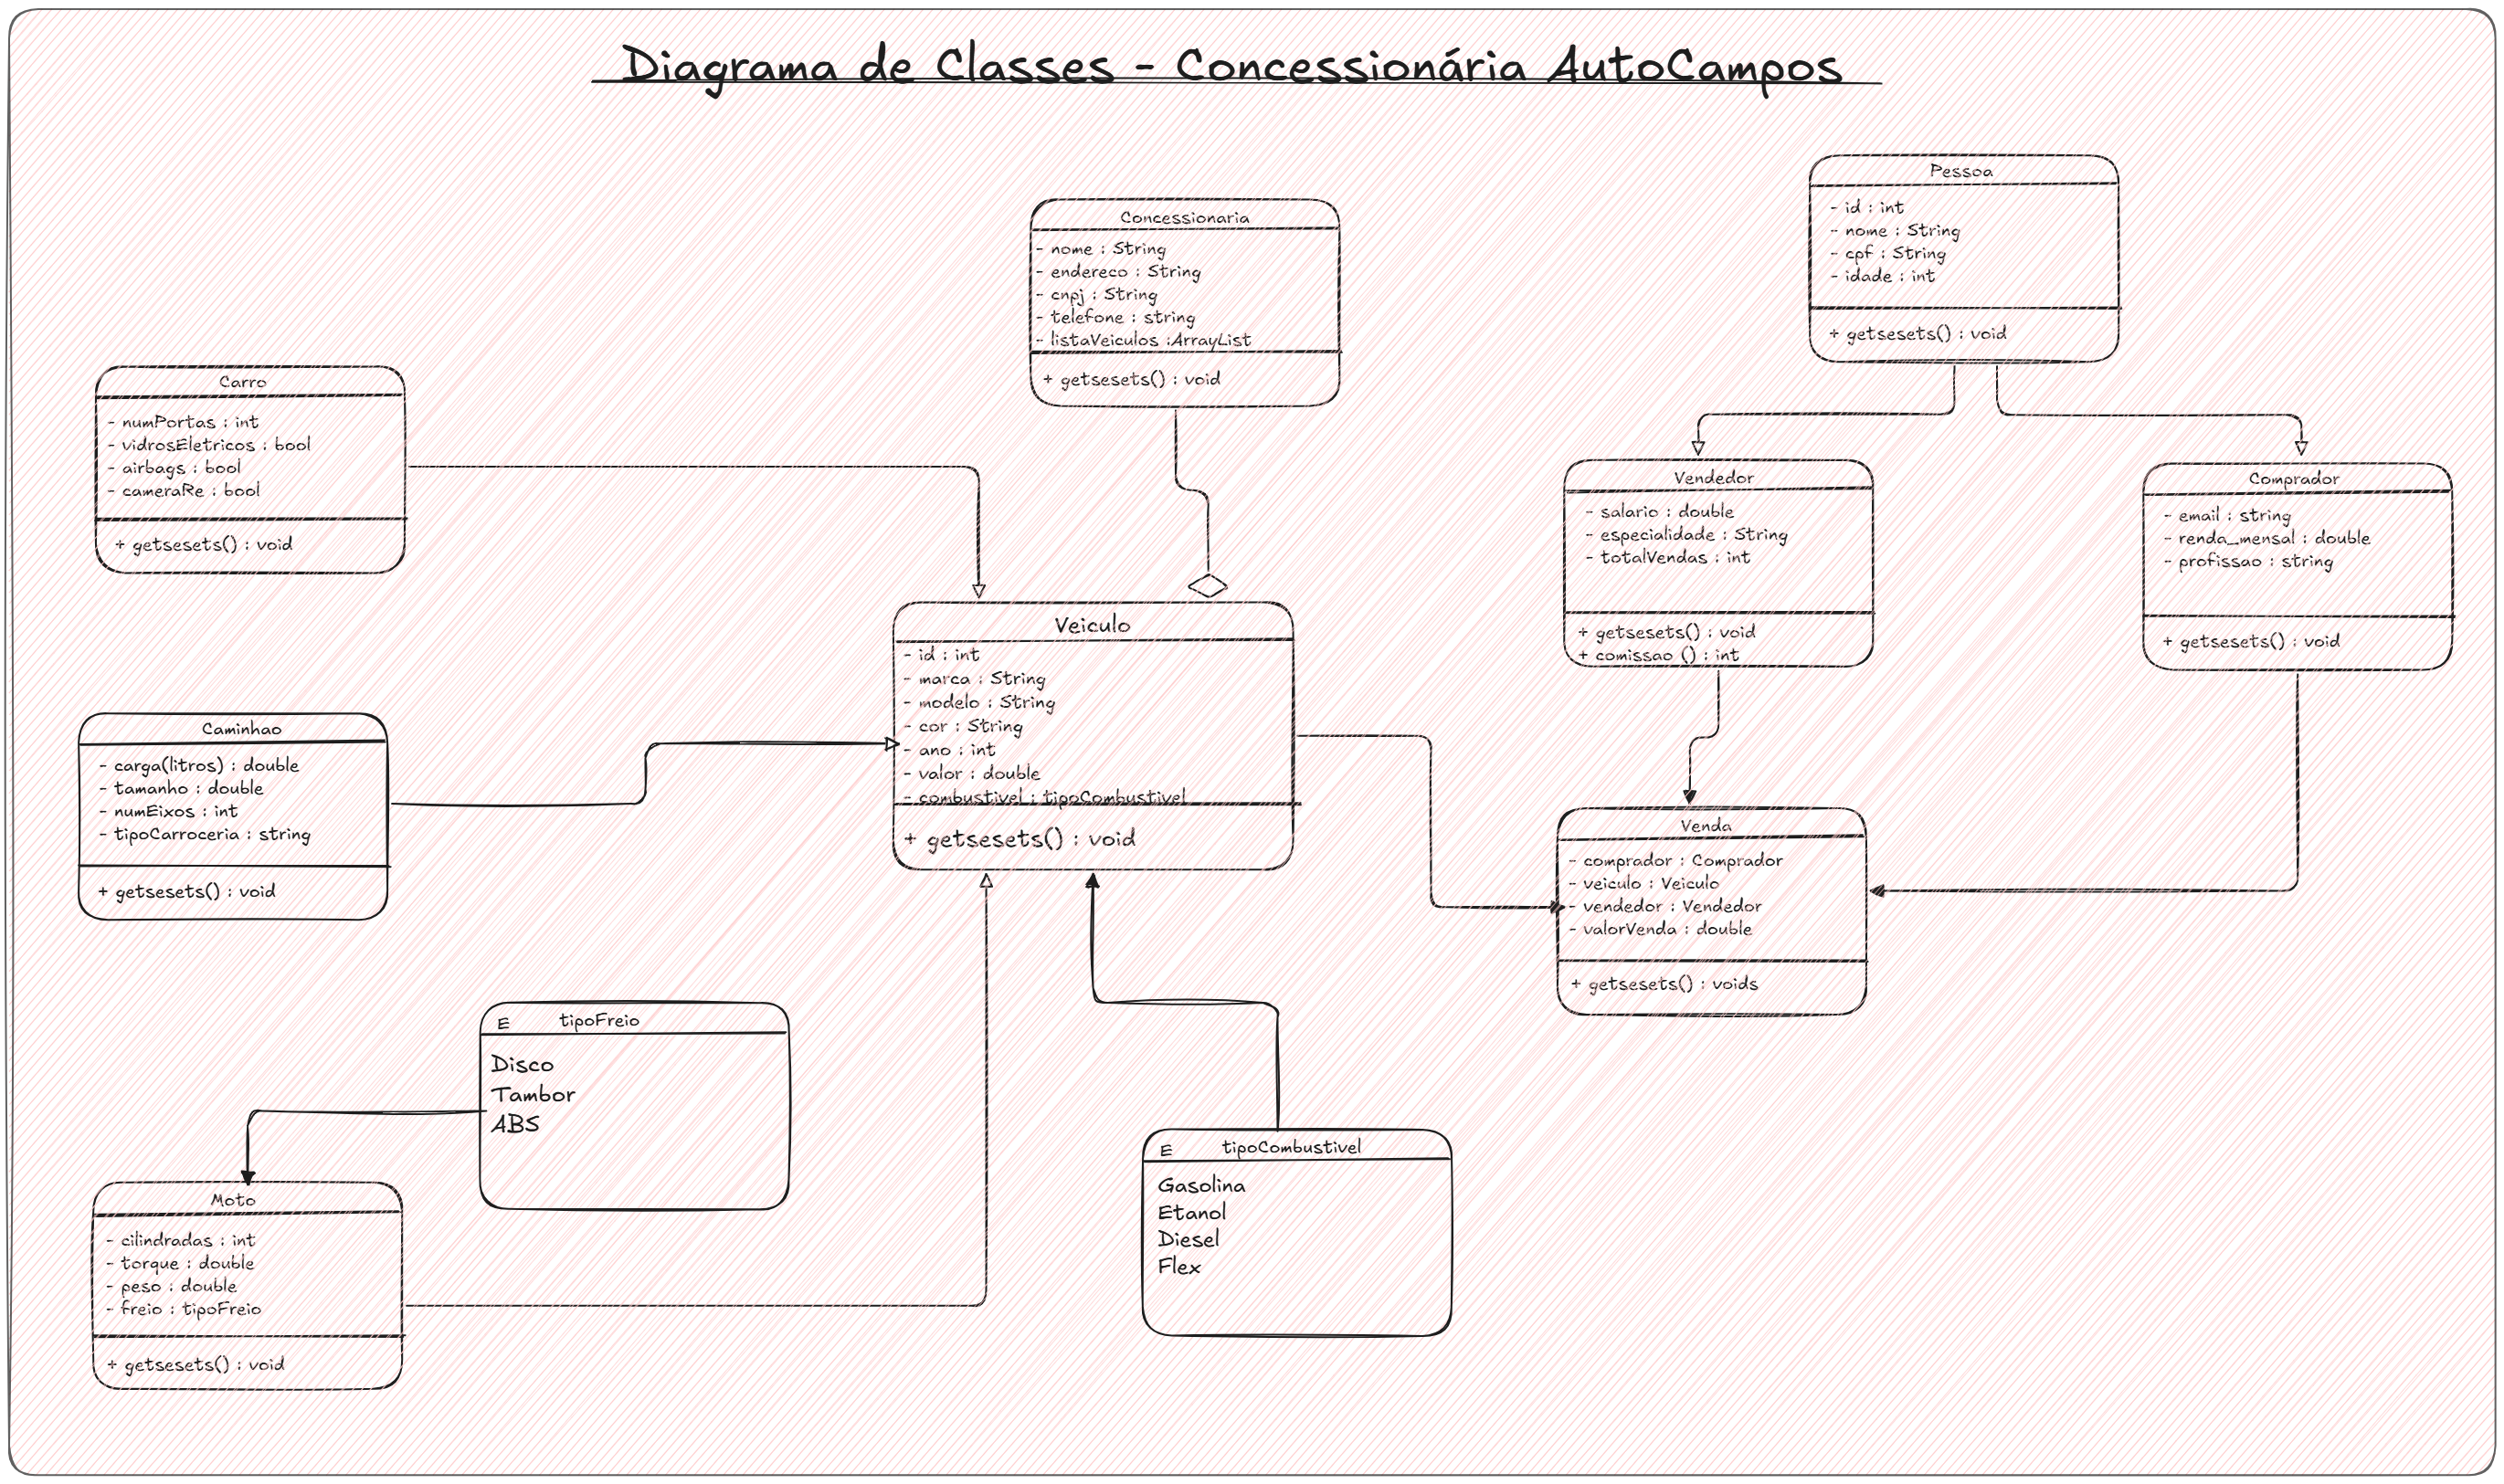 Diagrama de Classes - Concessionária AutoCampos
Pessoa
- id : int
- nome : String
- cpf : String
- idade : int
+ getsesets() : void
Concessionaria
- nome : String
- endereco : String
- cnpj : String
- telefone : string
- listaVeiculos :ArrayList
+ getsesets() : void
Carro
- numPortas : int
- vidrosEletricos : bool
- airbags : bool
- cameraRe : bool
+ getsesets() : void
Vendedor
- salario : double
- especialidade : String
- totalVendas : int
+ getsesets() : void
+ comissao () : int
Comprador
- email : string
- renda_mensal : double
- profissao : string
+ getsesets() : void
Veiculo
- id : int
- marca : String
- modelo : String
- cor : String
- ano : int
- valor : double
- combustivel : tipoCombustivel
+ getsesets() : void
Caminhao
- carga(litros) : double
- tamanho : double
- numEixos : int
- tipoCarroceria : string
+ getsesets() : void
Venda
- comprador : Comprador
- veiculo : Veiculo
- vendedor : Vendedor
- valorVenda : double
+ getsesets() : voids
E tipoFreio
Disco
Tambor
ABS
E tipoCombustivel
Gasolina
Etanol
Diesel
Flex
Moto
- cilindradas : int
- torque : double
- peso : double
- freio : tipoFreio
+ getsesets() : void